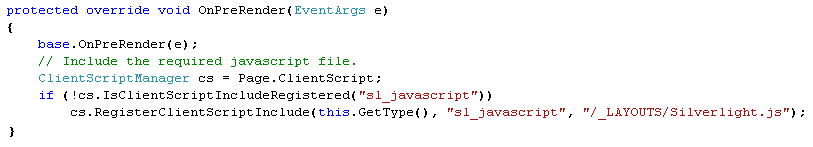 protected override void OnPreRender(EventArgs e)
{
    base.OnPreRender(e);
    // Include the required javascript file.
    ClientScriptManager cs = Page.ClientScript;
    if (!cs.IsClientScriptIncludeRegistered("sl_javascript"))
        cs.RegisterClientScriptInclude(this.GetType(), "sl_javascript", "/_LAYOUTS/Silverlight.js");
}